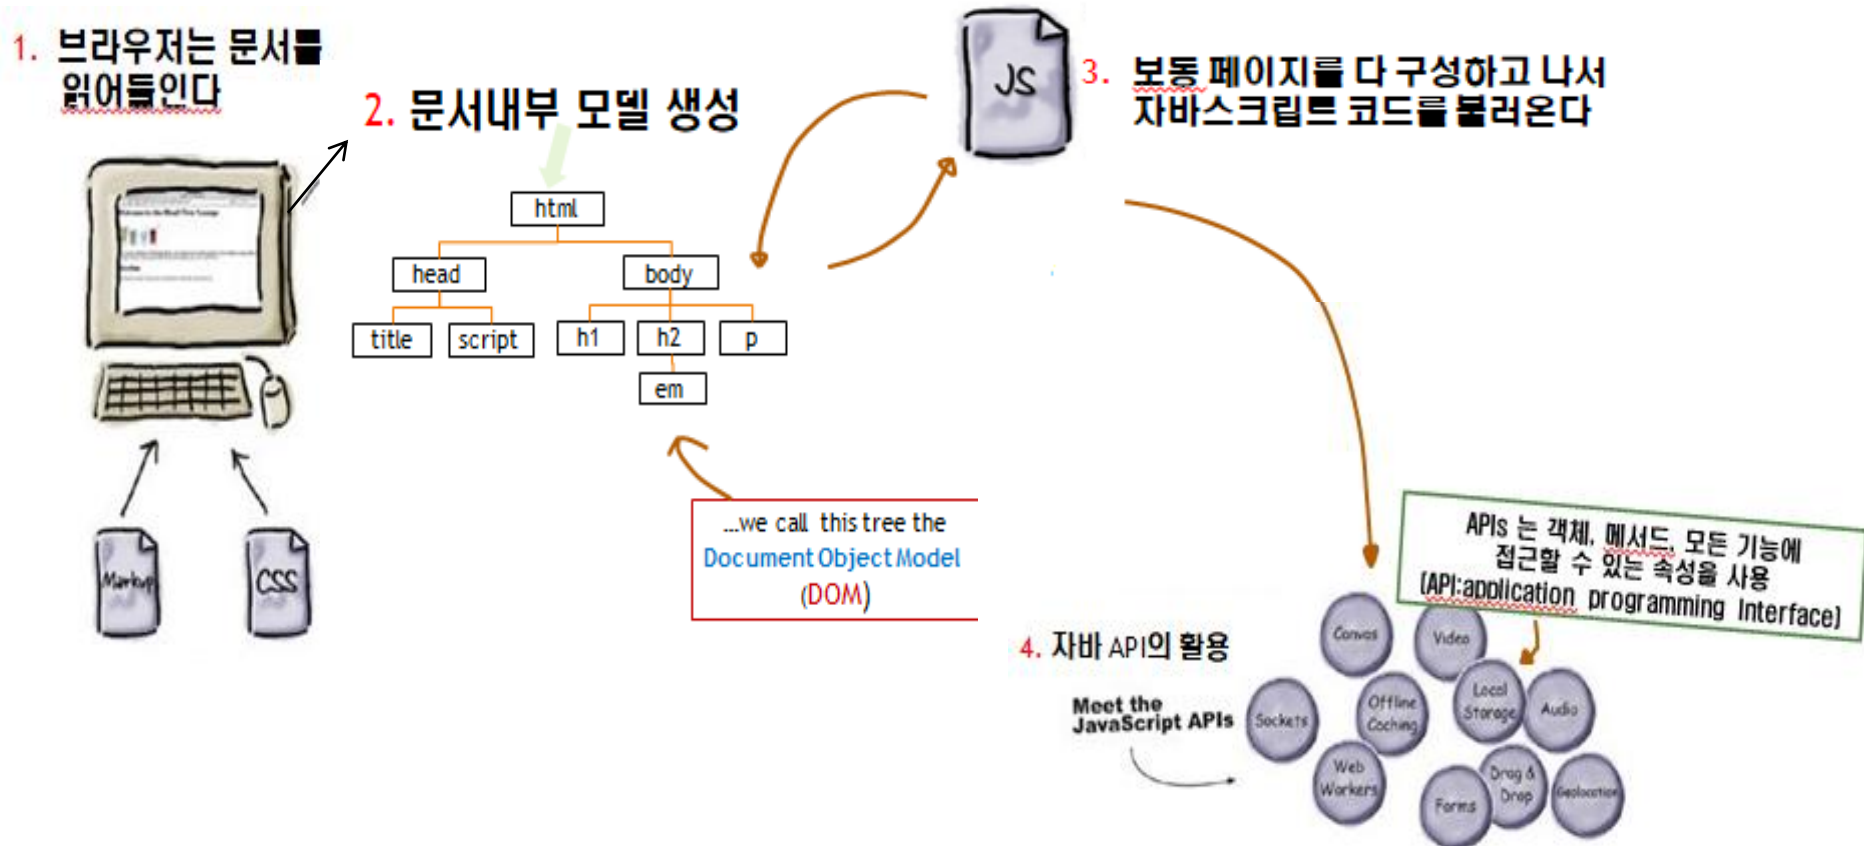 1. 브라우저는 문서를
읽어들인다
2. 문서내부 모델 생성
html
head
body
title
script
h1
h2
p
em
...we call this tree the
Document Object Model
(DOM)
Markup
CSS
JS
3. 보통 페이지를 다 구성하고 나서
자바스크립트 코드를 불러온다
APIs 는 객체, 메서드, 모든 기능에
접근할 수 있는 속성을 사용
(API:application programming Interface)
4. 자바 API의 활용
Meet the
JavaScript APIs
Canvas
Video
Sockets
Offline
Caching
Local
Storage
Audio
Web
Workers
Forms
Drag &
Drop
Geolocation